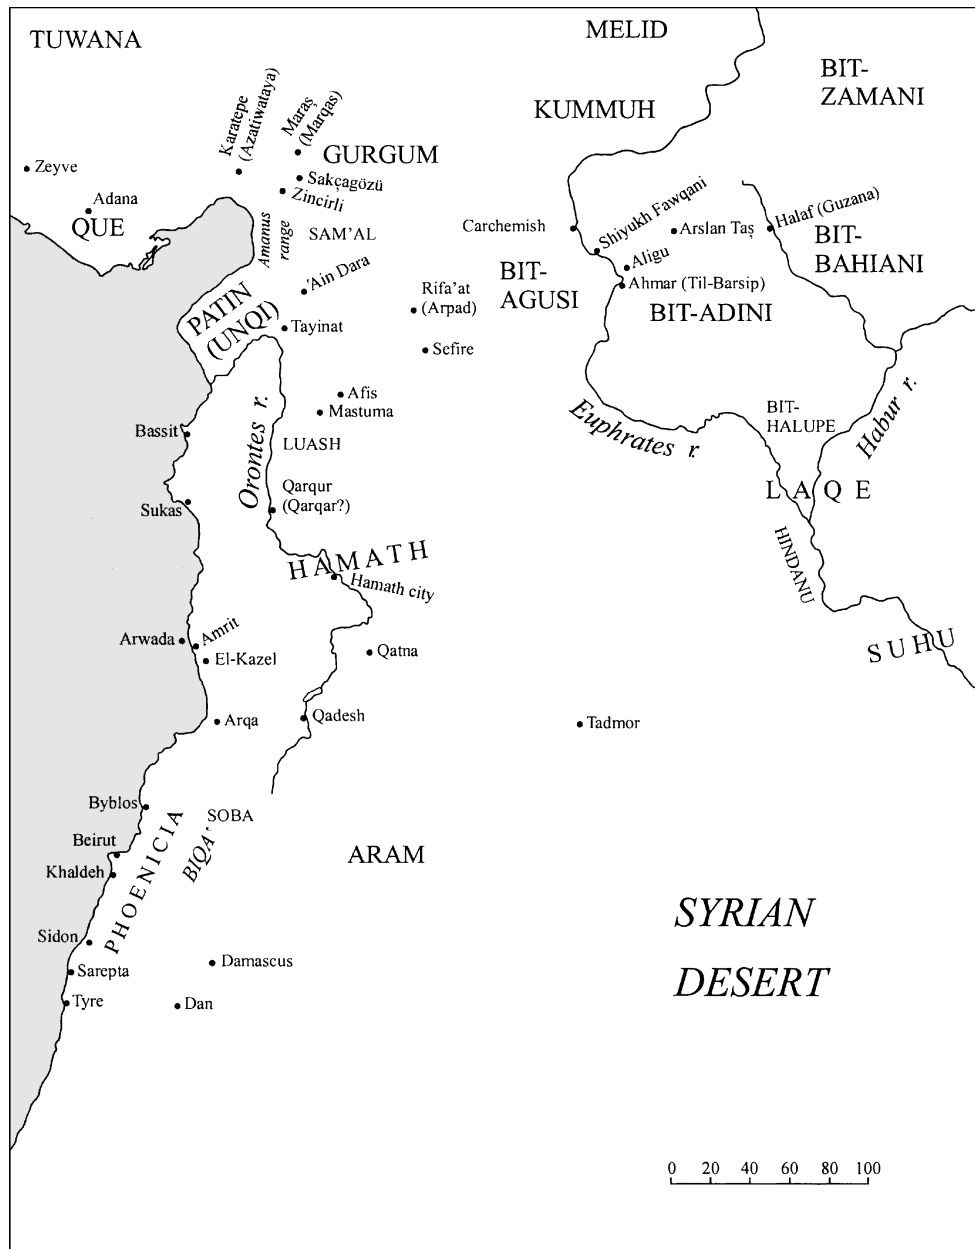 TUWANA
MELID
BIT-
ZAMANI
KUMMUH
Karatepe
(Azatiwataya)
Maraş
(Marqas)
GURGUM
Zeyve
Sakçagözü
Zincirli
Adana
QUE
Amanus
range
SAM’AL
Carchemish
Shiyukh Fawqani
Arslan Taş
Halaf (Guzana)
BIT-
BAHIANI
Aligu
BIT-
AGUSI
Ahmar (Til-Barsip)
BIT-ADINI
‘Ain Dara
Rifa’at
(Arpad)
PATIN
(UNQI)
Tayinat
Sefire
Afis
Mastuma
Bassit
Orontes r.
LUASH
Euphrates r.
BIT-
HALUPE
Habur r.
Qarqur
(Qarqar?)
Sukas
LAQE
HAMATH
Hamath city
HINDANU
Arwada
Amrit
El-Kazel
Qatna
SUHU
Arqa
Qadesh
Tadmor
Byblos
SOBA
BIQA’
Beirut
Khaldeh
PHOENICIA
ARAM
SYRIAN
DESERT
Sidon
Damascus
Sarepta
Tyre
Dan
0 20 40 60 80 100